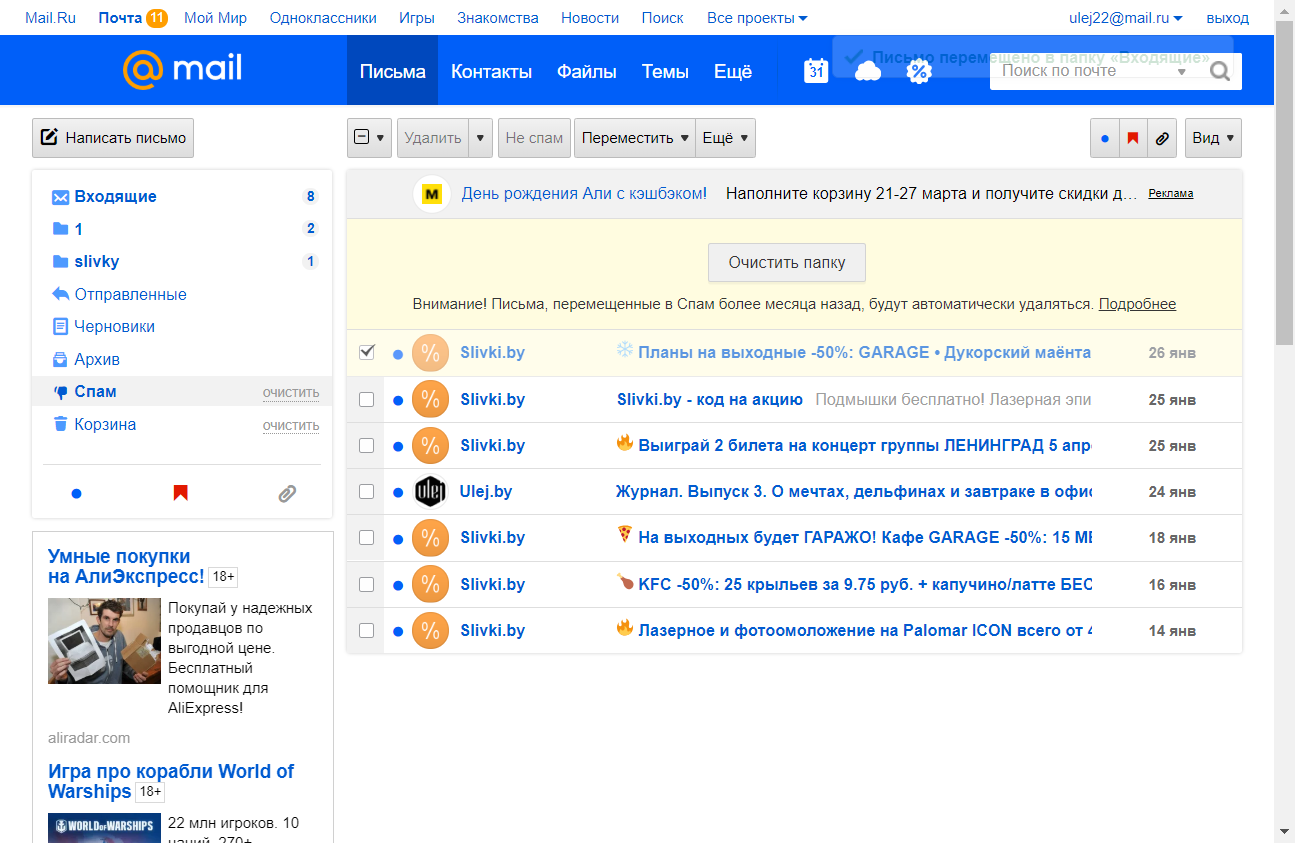 Mail.Ru Почта 11 Мой Мир Одноклассники Игры Знакомства Новости Поиск Все проекты ulej22@mail.ru выход
@mail Письма Контакты Файлы Темы Ещё 31 %
Письмо перемещено в папку «Входящие»
Поиск по почте
Написать письмо Удалить Не спам Переместить Ещё Вид
Входящие 8
1 2
slivky 1
Отправленные
Черновики
Архив
Спам очистить
Корзина очистить
Умные покупки
на АлиЭкспресс! 18+
Покупай у надежных
продавцов по
выгодной цене.
Бесплатный
помощник для
AliExpress!
aliradar.com
Игра про корабли World of
Warships 18+
WORLD OF WARSHIPS
22 млн игроков. 10
наций, 270+
М День рождения Али с кэшбэком! Наполните корзину 21-27 марта и получите скидки д… Реклама
Очистить папку
Внимание! Письма, перемещенные в Спам более месяца назад, будут автоматически удаляться. Подробнее
% Slivki.by Планы на выходные -50%: GARAGE • Дукорский маёнта 26 янв
% Slivki.by Slivki.by - код на акцию Подмышки бесплатно! Лазерная эпи 25 янв
% Slivki.by Выиграй 2 билета на концерт группы ЛЕНИНГРАД 5 апре 25 янв
ulej Ulej.by Журнал. Выпуск 3. О мечтах, дельфинах и завтраке в офис 24 янв
% Slivki.by На выходных будет ГАРАЖО! Кафе GARAGE -50%: 15 МЕ 18 янв
% Slivki.by KFC -50%: 25 крыльев за 9.75 руб. + капучино/латте БЕС 16 янв
% Slivki.by Лазерное и фотоомоложение на Palomar ICON всего от 4 14 янв